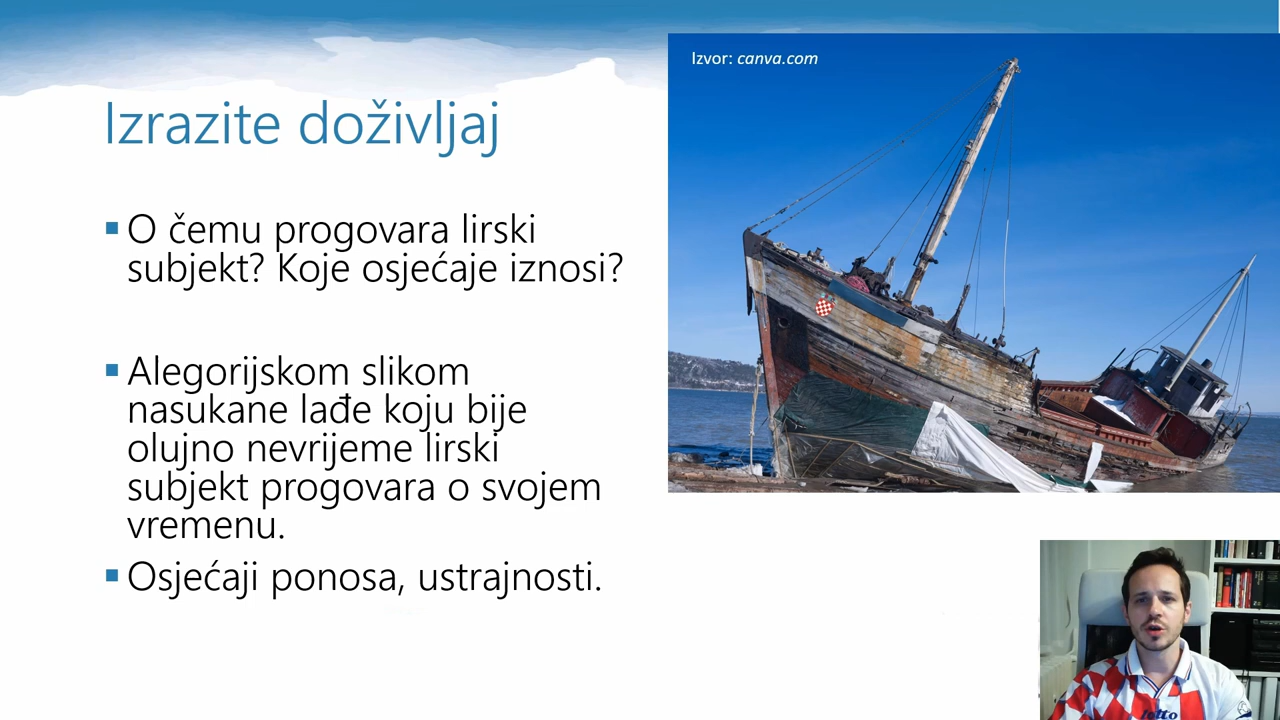 Izvor: canva.com
Izrazite doživljaj
O čemu progovara lirski
subjekt? Koje osjećaje iznosi?
Alegorijskom slikom
nasukane lađe koju bije
olujno nevrijeme lirski
subjekt progovara o svojem
vremenu.
Osjećaji ponosa, ustrajnosti.
lotto